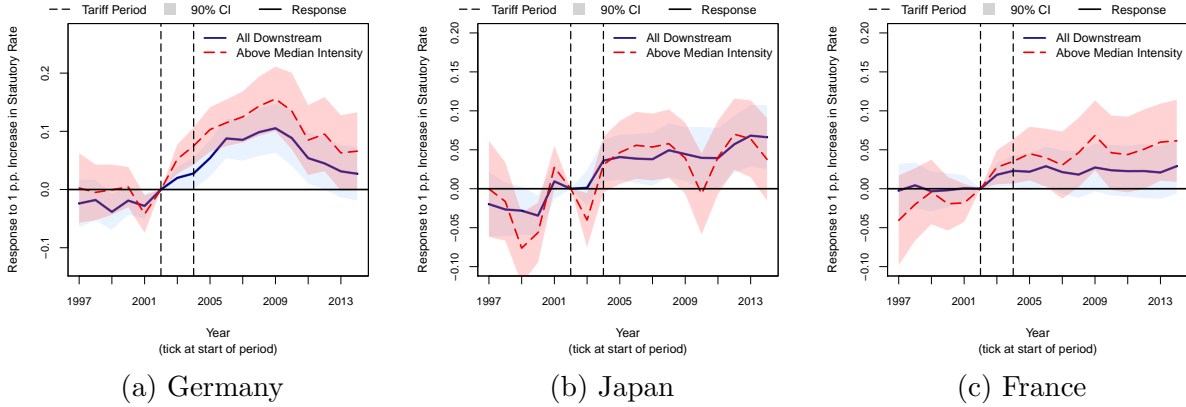 Tariff Period 90% CI Response
All Downstream
Above Median Intensity
Response to 1 p.p. Increase in Statutory Rate
0.2
0.1
0.0
−0.1
1997 2001 2005 2009 2013
Year
(tick at start of period)
(a) Germany
Tariff Period 90% CI Response
All Downstream
Above Median Intensity
Response to 1 p.p. Increase in Statutory Rate
0.20
0.15
0.10
0.05
0.00
−0.05
−0.10
1997 2001 2005 2009 2013
Year
(tick at start of period)
(b) Japan
Tariff Period 90% CI Response
All Downstream
Above Median Intensity
Response to 1 p.p. Increase in Statutory Rate
0.20
0.15
0.10
0.05
0.00
−0.05
−0.10
1997 2001 2005 2009 2013
Year
(tick at start of period)
(c) France